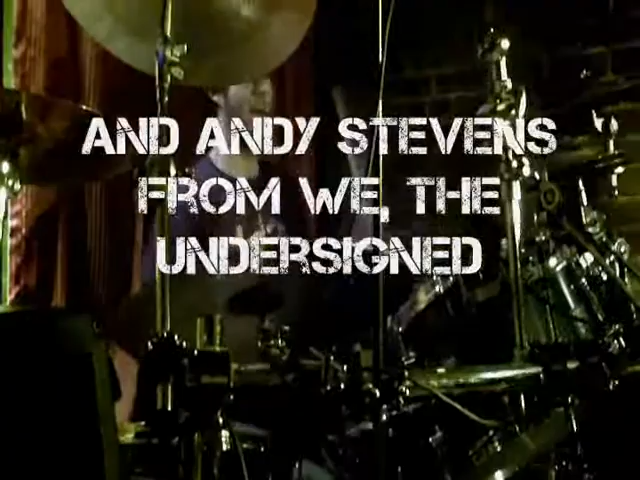 AND ANDY STEVENS
FROM WE, THE
UNDERSIGNED